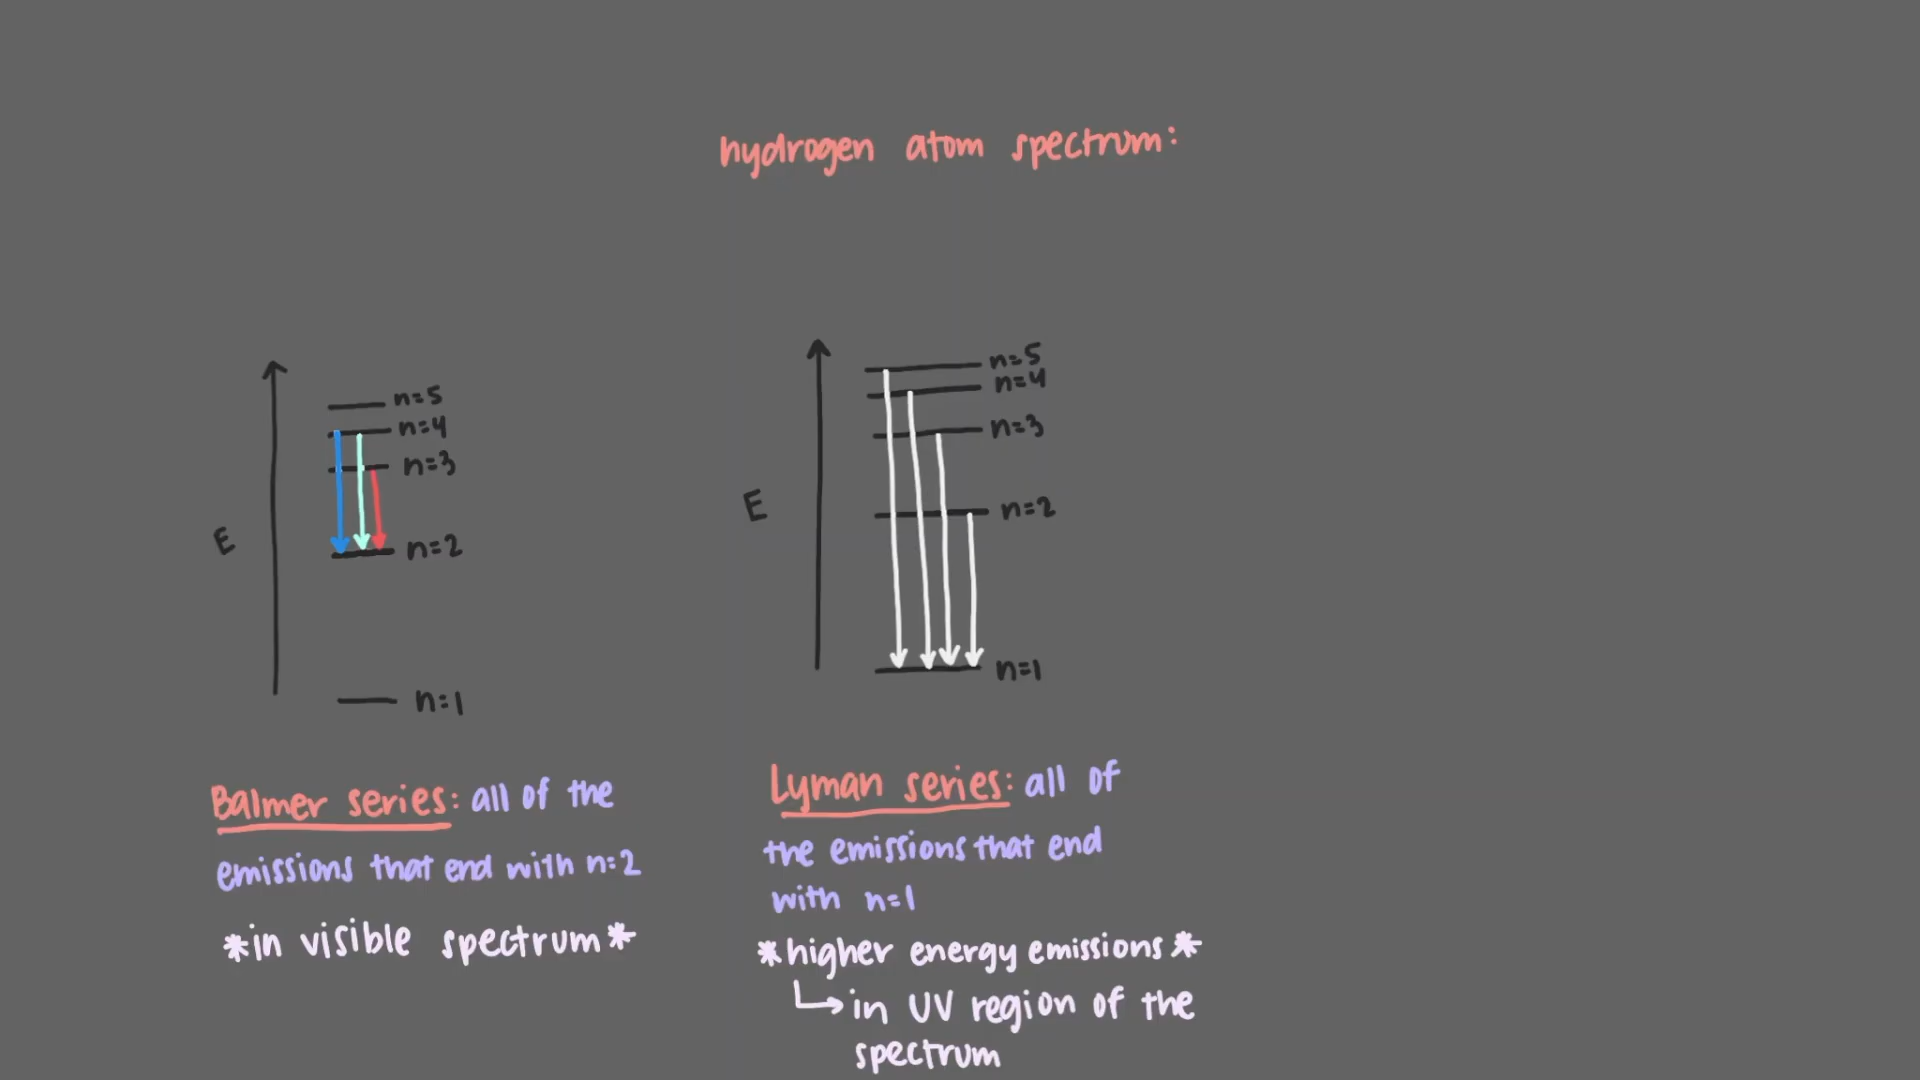 hydrogen atom spectrum:
E
n=5
n=4
n=3
n=2
n=1
Balmer series: all of the
emissions that end with n=2
*in visible spectrum*
E
n=5
n=4
n=3
n=2
n=1
Lyman series: all of
the emissions that end
with n=1
*higher energy emissions*
↳in UV region of the
spectrum